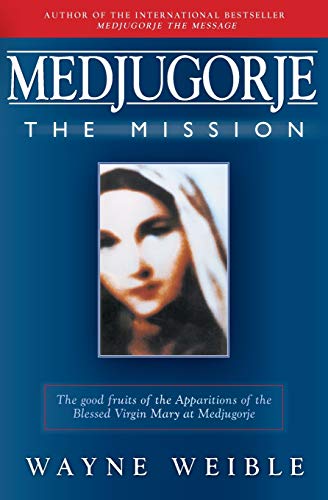 AUTHOR OF THE INTERNATIONAL BESTSELLER
MEDJUGORJE THE MESSAGE
MEDJUGORJE
THE MISSION
The good fruits of the Apparitions of the
Blessed Virgin Mary at Medjugorje
WAYNE WEIBLE